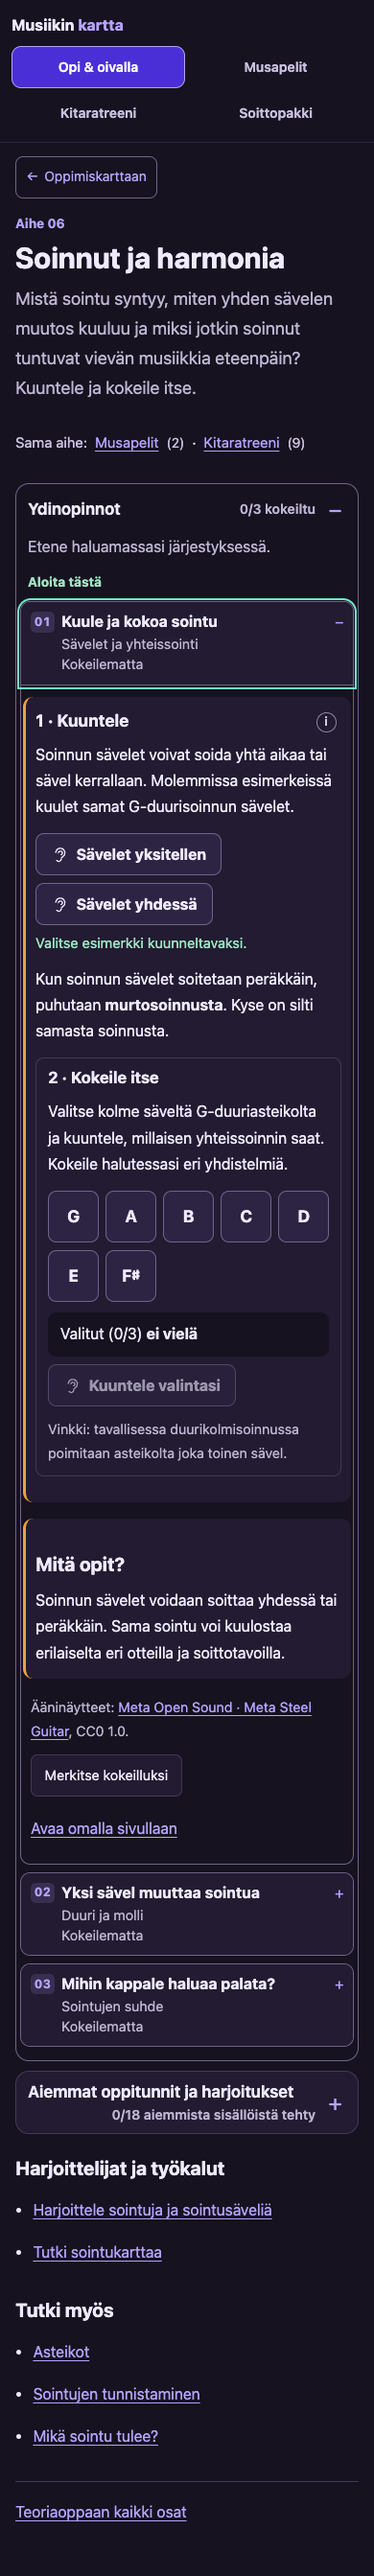 Musiikin kartta
Opi & oivalla
Musapelit
Kitaratreeni
Soittopakki
← Oppimiskarttaan
Aihe 06
Soinnut ja harmonia
Mistä sointu syntyy, miten yhden sävelen
muutos kuuluu ja miksi jotkin soinnut
tuntuvat vievän musiikkia eteenpäin?
Kuuntele ja kokeile itse.
Sama aihe: Musapelit (2) · Kitaratreeni (9)
Ydinopinnot
0/3 kokeiltu −
Etene haluamassasi järjestyksessä.
Aloita tästä
01 Kuule ja kokoa sointu −
Sävelet ja yhteissointi
Kokeilematta
1 · Kuuntele
i
Soinnun sävelet voivat soida yhtä aikaa tai
sävel kerrallaan. Molemmissa esimerkeissä
kuulet samat G-duurisoinnun sävelet.
Sävelet yksitellen
Sävelet yhdessä
Valitse esimerkki kuunneltavaksi.
Kun soinnun sävelet soitetaan peräkkäin,
puhutaan murtosoinnusta. Kyse on silti
samasta soinnusta.
2 · Kokeile itse
Valitse kolme säveltä G-duuriasteikolta
ja kuuntele, millaisen yhteissoinnin saat.
Kokeile halutessasi eri yhdistelmiä.
G A B C D
E F♯
Valitut (0/3) ei vielä
Kuuntele valintasi
Vinkki: tavallisessa duurikolmisoinnussa
poimitaan asteikolta joka toinen sävel.
Mitä opit?
Soinnun sävelet voidaan soittaa yhdessä tai
peräkkäin. Sama sointu voi kuulostaa
erilaiselta eri otteilla ja soittotavoilla.
Ääninäytteet: Meta Open Sound · Meta Steel
Guitar, CC0 1.0.
Merkitse kokeilluksi
Avaa omalla sivullaan
02 Yksi sävel muuttaa sointua +
Duuri ja molli
Kokeilematta
03 Mihin kappale haluaa palata? +
Sointujen suhde
Kokeilematta
Aiemmat oppitunnit ja harjoitukset
0/18 aiemmista sisällöistä tehty +
Harjoittelijat ja työkalut
• Harjoittele sointuja ja sointusäveliä
• Tutki sointukarttaa
Tutki myös
• Asteikot
• Sointujen tunnistaminen
• Mikä sointu tulee?
Teoriaoppaan kaikki osat